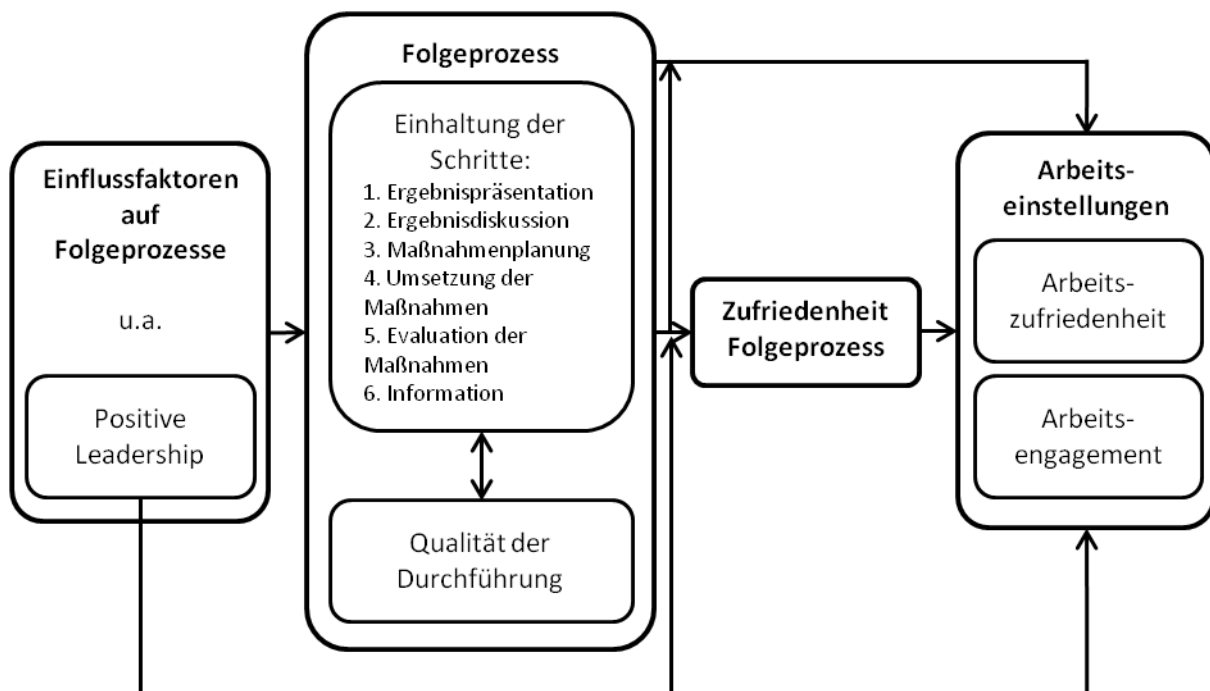 Einflussfaktoren
auf
Folgeprozesse
u.a.
Positive
Leadership
Folgeprozess
Einhaltung der
Schritte:
1. Ergebnispräsentation
2. Ergebnisdiskussion
3. Maßnahmenplanung
4. Umsetzung der
Maßnahmen
5. Evaluation der
Maßnahmen
6. Information
Qualität der
Durchführung
Zufriedenheit
Folgeprozess
Arbeits-
einstellungen
Arbeits-
zufriedenheit
Arbeits-
engagement